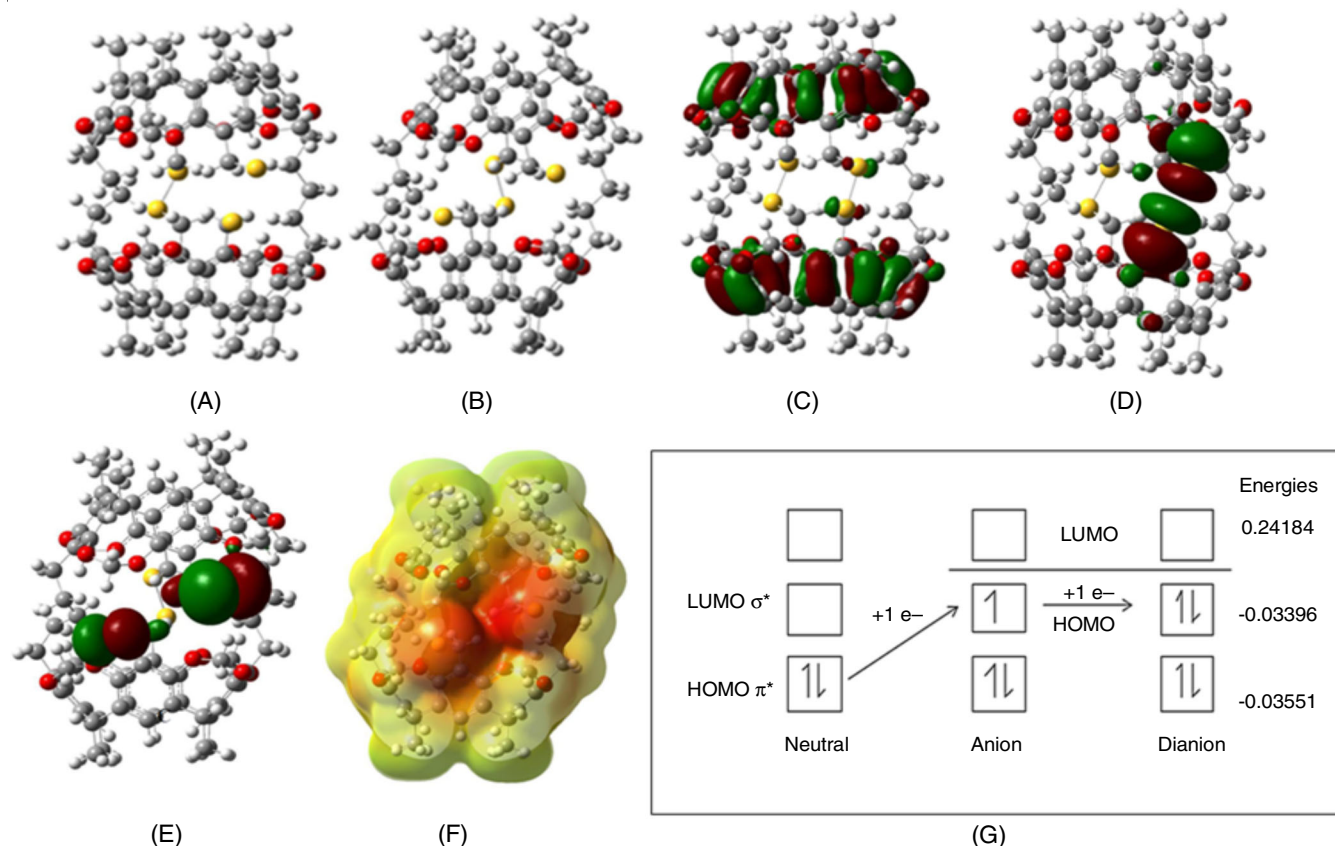 (A)
(B)
(C)
(D)
(E)
(F)
Energies
LUMO
0.24184
LUMO σ*
+1 e–
+1 e–
HOMO
-0.03396
HOMO π*
-0.03551
Neutral
Anion
Dianion
(G)